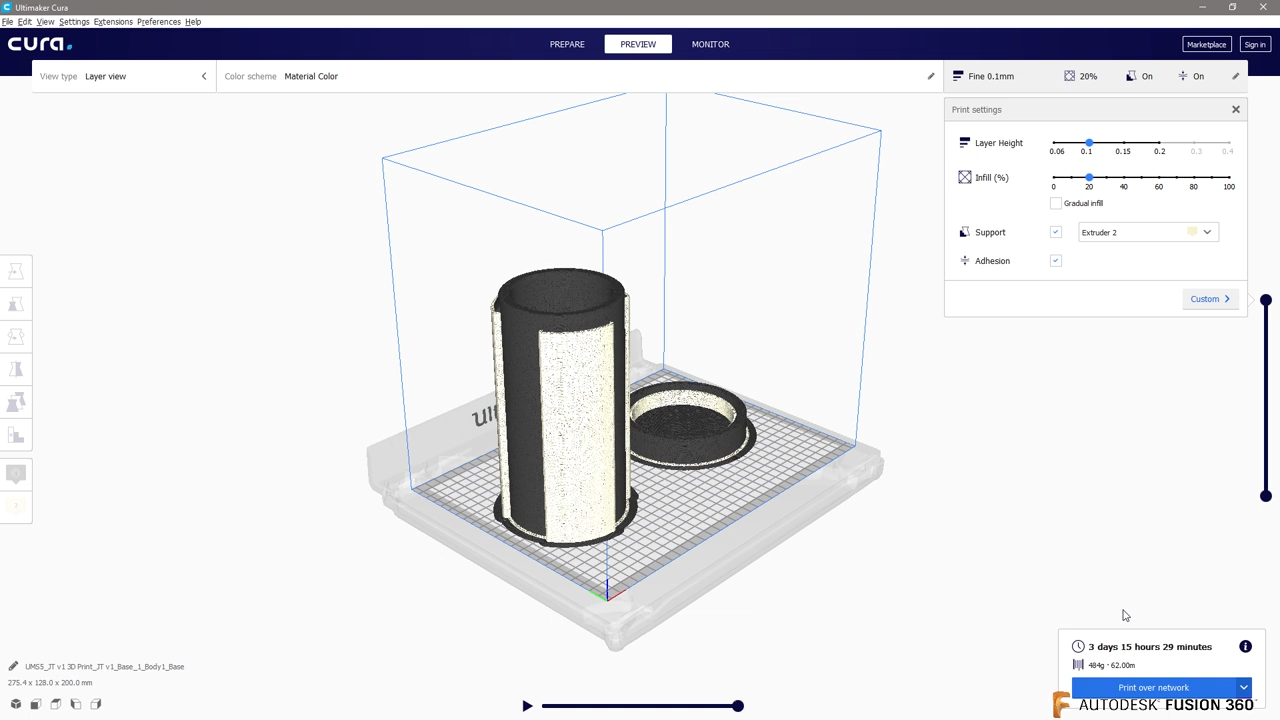 Ultimaker Cura
File Edit View Settings Extensions Preferences Help
cura.
PREPARE PREVIEW MONITOR
Marketplace Sign in
View type Layer view
Color scheme Material Color
Fine 0.1mm 20% On On
Print settings
Layer Height
0.06 0.1 0.15 0.2 0.3 0.4
Infill (%)
0 20 40 60 80 100
Gradual infill
Support Extruder 2
Adhesion
Custom
UMS5_JT v1 3D Print_JT v1_Base_1_Body1_Base
275.4 x 128.0 x 200.0 mm
3 days 15 hours 29 minutes
484g · 62.00m
Print over network
AUTODESK FUSION 360